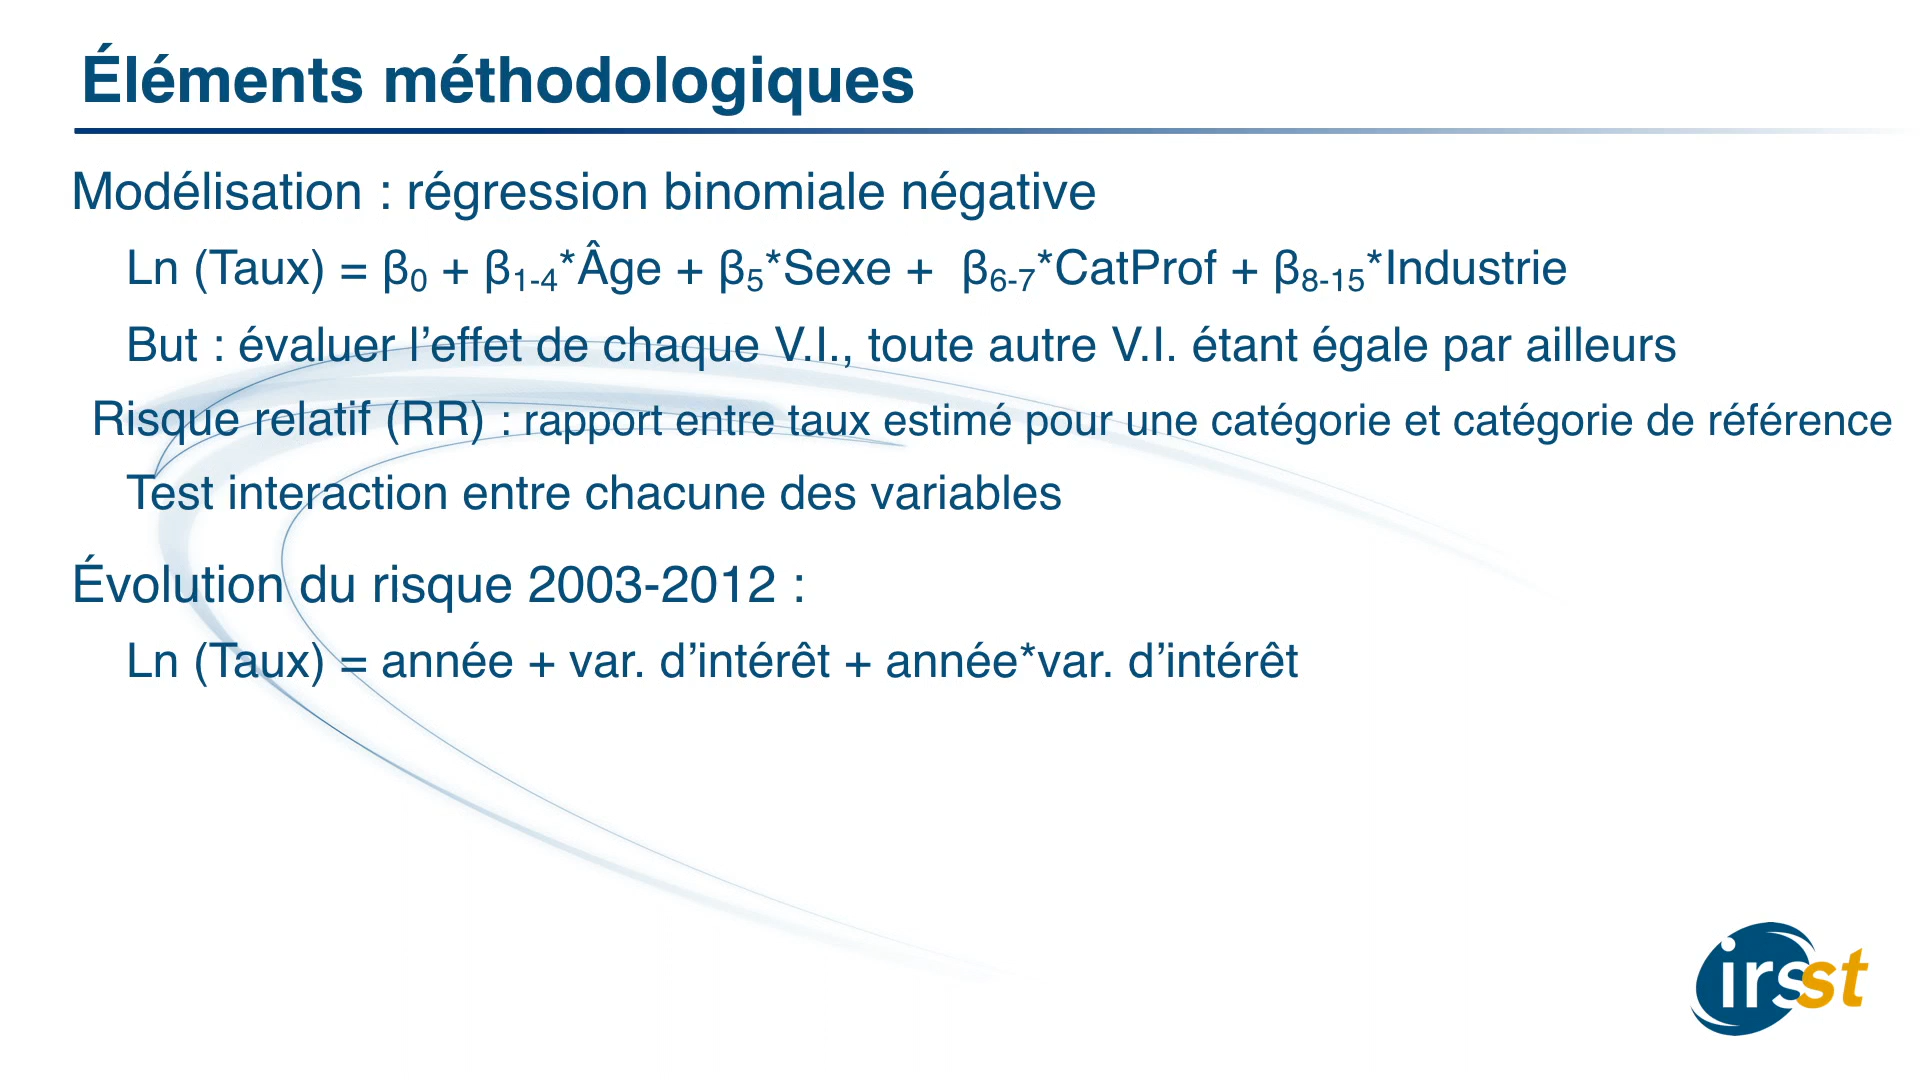 Éléments méthodologiques
Modélisation : régression binomiale négative
Ln (Taux) = β0 + β1-4*Âge + β5*Sexe + β6-7*CatProf + β8-15*Industrie
But : évaluer l’effet de chaque V.I., toute autre V.I. étant égale par ailleurs
Risque relatif (RR) : rapport entre taux estimé pour une catégorie et catégorie de référence
Test interaction entre chacune des variables
Évolution du risque 2003-2012 :
Ln (Taux) = année + var. d’intérêt + année*var. d’intérêt
irsst